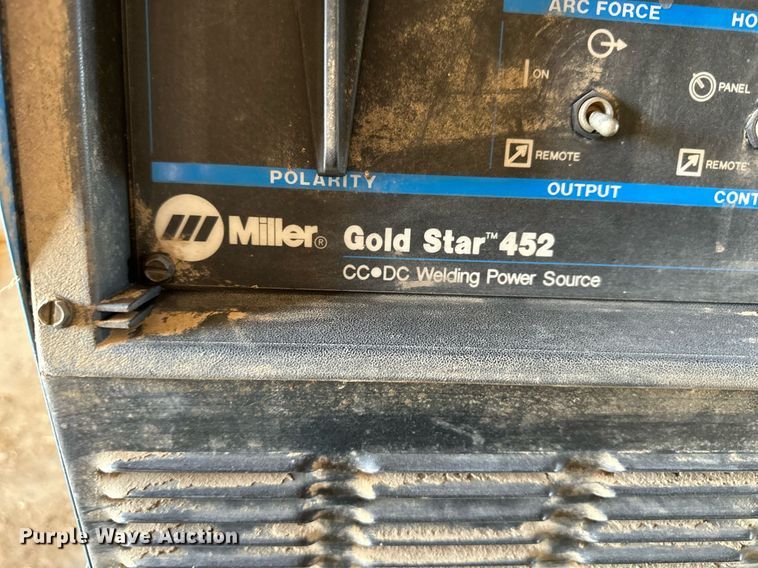 ARC FORCE
ON
PANEL
REMOTE
REMOTE
POLARITY
OUTPUT
Miller®
Gold Star™ 452
CC•DC Welding Power Source
Purple Wave Auction